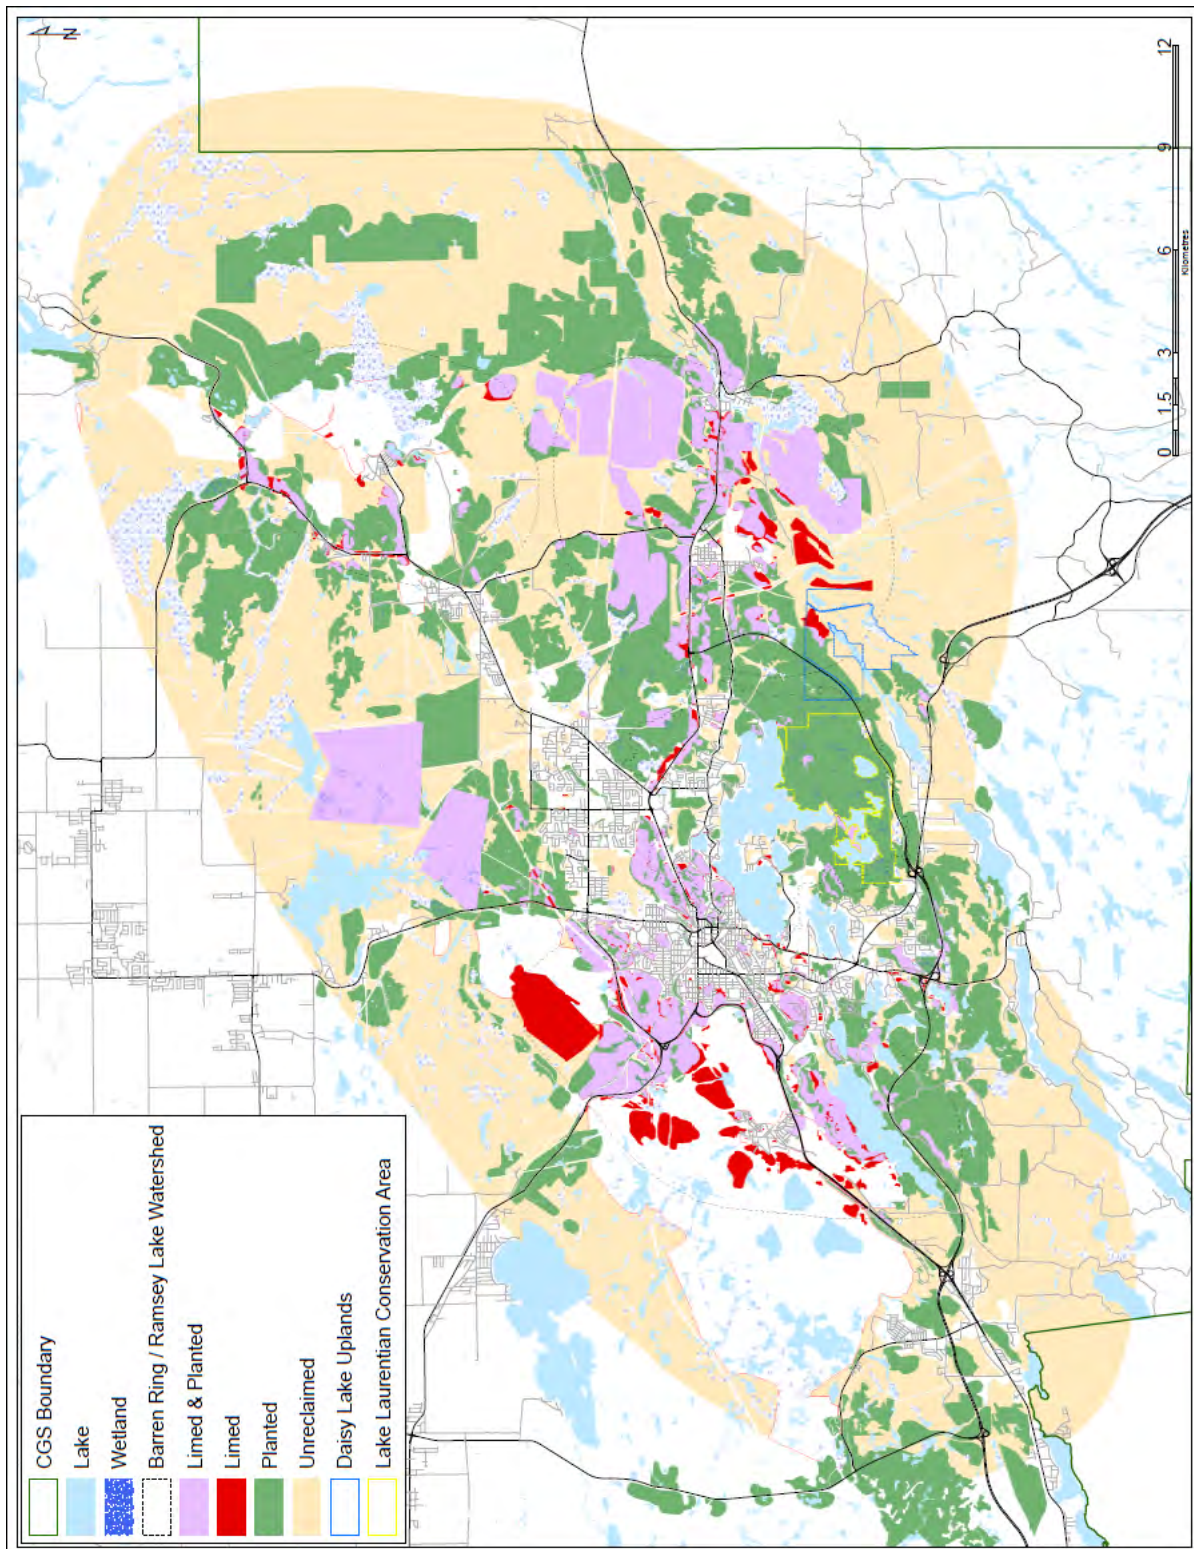 N
CGS Boundary
Lake
Wetland
Barren Ring / Ramsey Lake Watershed
Limed & Planted
Limed
Planted
Unreclaimed
Daisy Lake Uplands
Lake Laurentian Conservation Area
0 1.5 3 6 9 12
Kilometres